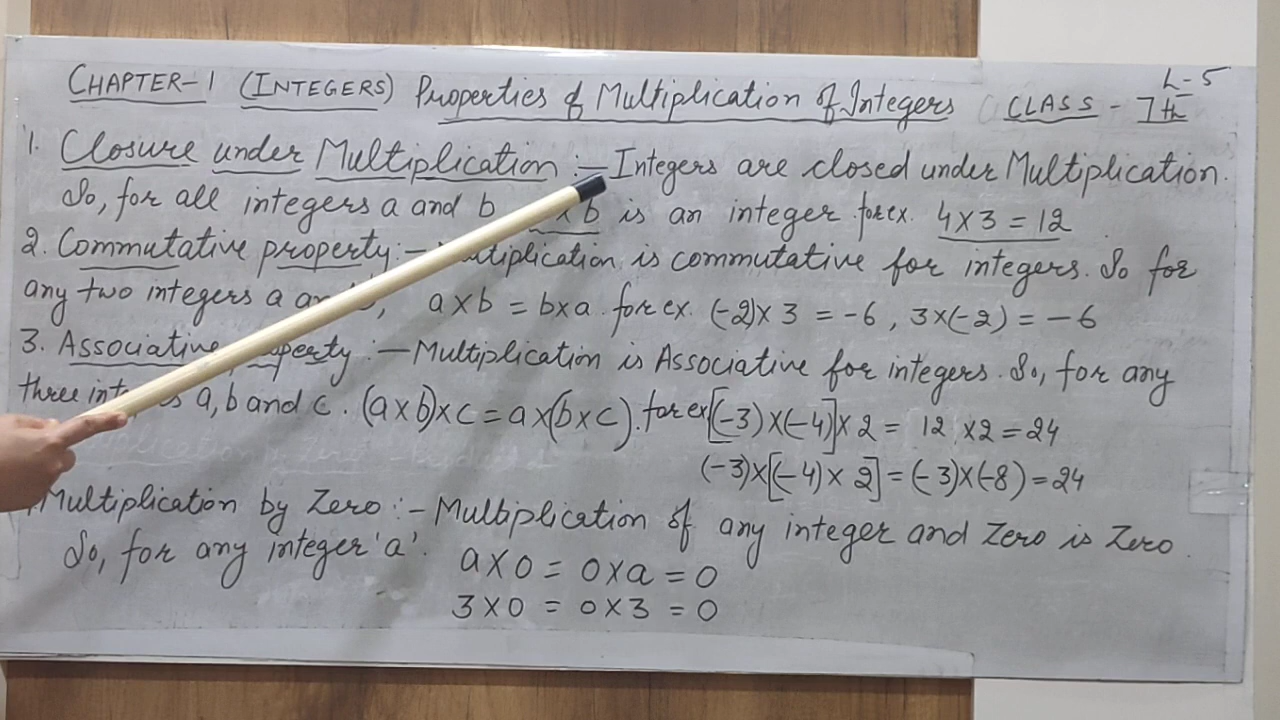 L-5
CHAPTER-1 (INTEGERS) Properties of Multiplication of Integers CLASS - 7th
1. Closure under Multiplication :- Integers are closed under Multiplication.
So, for all integers a and b x b is an integer for ex. 4 X 3 = 12
2. Commutative property :- is commutative for integers. So for
any two integers a a x b = b x a. for ex. (-2) x 3 = -6 , 3 x (-2) = -6
3. Associative :- Multiplication is Associative for integers. So, for any
three a, b and c. (a x b) x c = a x (b x c). for ex [(-3) x (-4)] x 2 = 12 x 2 = 24
(-3) x [(-4) x 2] = (-3) x (-8) = 24
Multiplication by Zero :- Multiplication of any integer and Zero is Zero.
So, for any integer 'a'.
a X 0 = 0 X a = 0
3 X 0 = 0 X 3 = 0